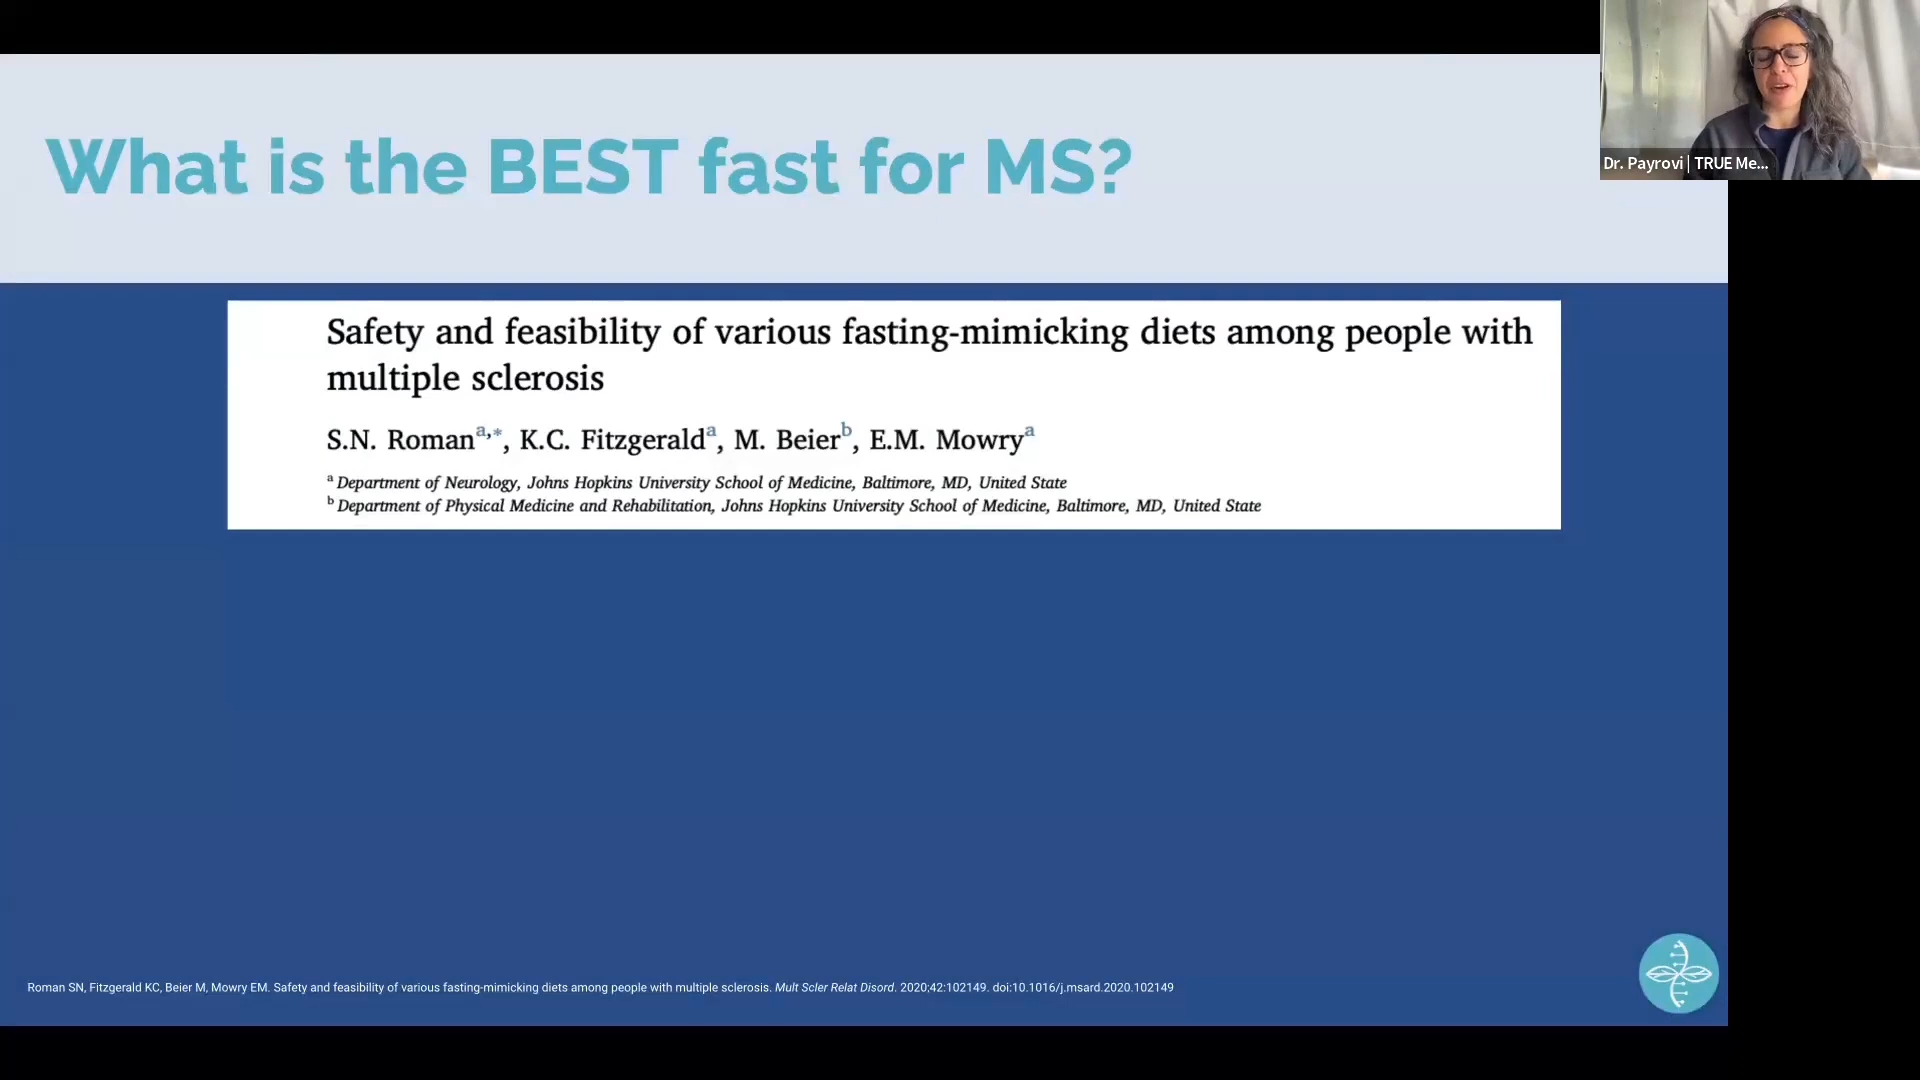 What is the BEST fast for MS?
Dr. Payrovi | TRUE Me...
Safety and feasibility of various fasting-mimicking diets among people with
multiple sclerosis
S.N. Roman a,*, K.C. Fitzgerald a, M. Beier b, E.M. Mowry a
a Department of Neurology, Johns Hopkins University School of Medicine, Baltimore, MD, United State
b Department of Physical Medicine and Rehabilitation, Johns Hopkins University School of Medicine, Baltimore, MD, United State
Roman SN, Fitzgerald KC, Beier M, Mowry EM. Safety and feasibility of various fasting-mimicking diets among people with multiple sclerosis. Mult Scler Relat Disord. 2020;42:102149. doi:10.1016/j.msard.2020.102149